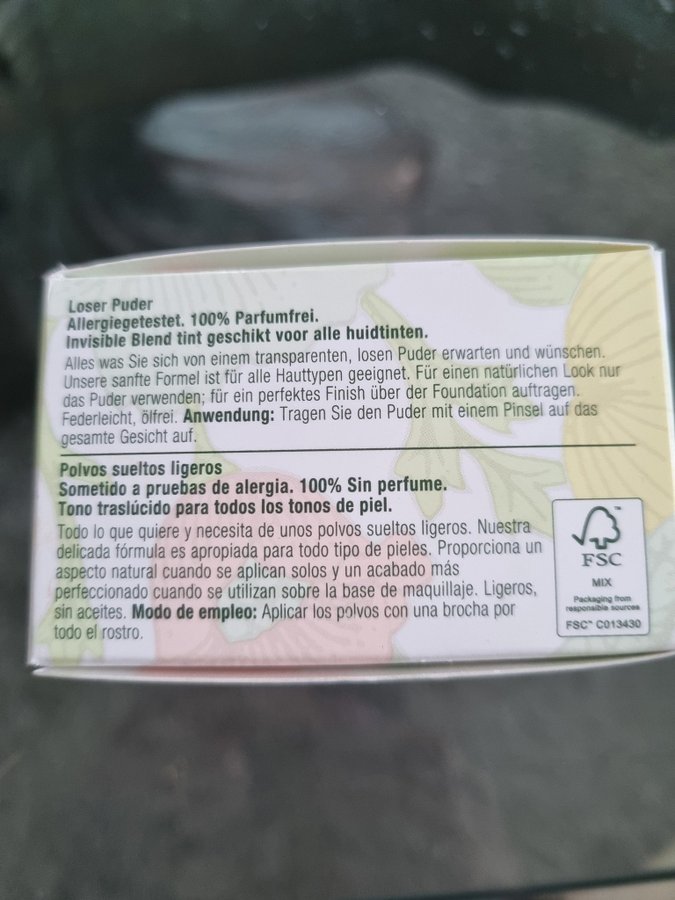 Loser Puder
Allergiegetestet. 100% Parfumfrei.
Invisible Blend tint geschikt voor alle huidtinten.
Alles was Sie sich von einem transparenten, losen Puder erwarten und wünschen.
Unsere sanfte Formel ist für alle Hauttypen geeignet. Für einen natürlichen Look nur
das Puder verwenden; für ein perfektes Finish über der Foundation auftragen.
Federleicht, ölfrei. Anwendung: Tragen Sie den Puder mit einem Pinsel auf das
gesamte Gesicht auf.
Polvos sueltos ligeros
Sometido a pruebas de alergia. 100% Sin perfume.
Tono traslúcido para todos los tonos de piel.
Todo lo que quiere y necesita de unos polvos sueltos ligeros. Nuestra
delicada fórmula es apropiada para todo tipo de pieles. Proporciona un
aspecto natural cuando se aplican solos y un acabado más
perfeccionado cuando se utilizan sobre la base de maquillaje. Ligeros,
sin aceites. Modo de empleo: Aplicar los polvos con una brocha por
todo el rostro.
™
FSC
MIX
Packaging from
responsible sources
FSC™ C013430